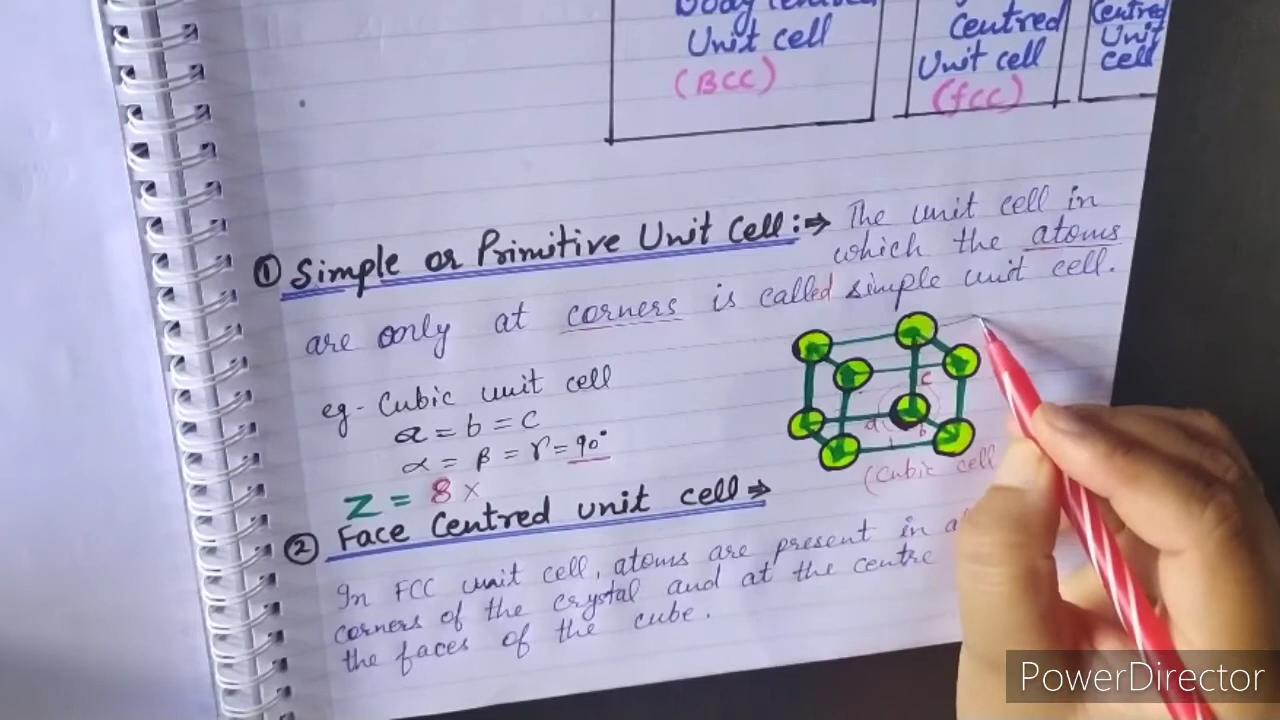 Unit cell
(BCC)
Centred
Unit cell
(fCC)
Centred
Unit
cell
① Simple or Primitive Unit Cell:⇒ The unit cell in
which the atoms
are only at corners is called simple unit cell.
eg- Cubic unit cell
a = b = c
α = β = γ = 90°
Z = 8 ×
c
a
b
(Cubic cell
② Face Centred unit cell ⇒
In FCC unit cell, atoms are present in
corners of the crystal and at the centre
the faces of the cube.
PowerDirector